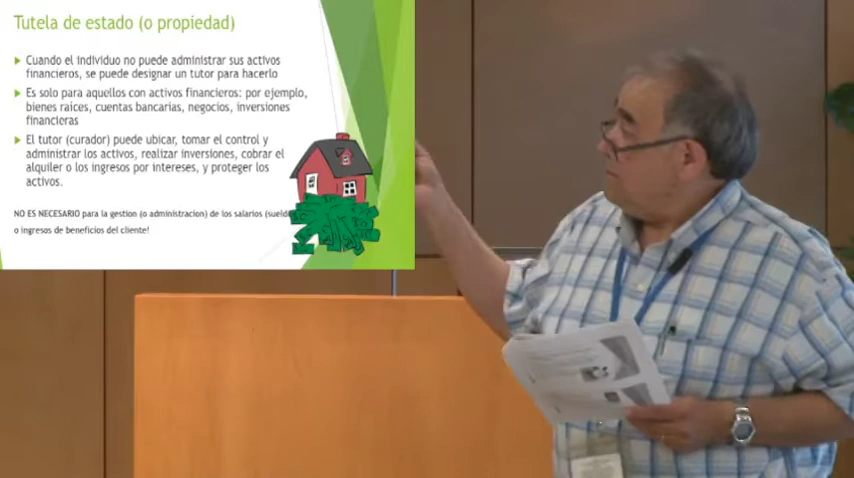 Tutela de estado (o propiedad)
Cuando el individuo no puede administrar sus activos
financieros, se puede designar un tutor para hacerlo
Es solo para aquellos con activos financieros: por ejemplo,
bienes raíces, cuentas bancarias, negocios, inversiones
financieras
El tutor (curador) puede ubicar, tomar el control y
administrar los activos, realizar inversiones, cobrar el
alquiler o los ingresos por intereses, y proteger los
activos.
NO ES NECESARIO para la gestion (o administracion) de los salarios
o ingresos de beneficios del cliente!